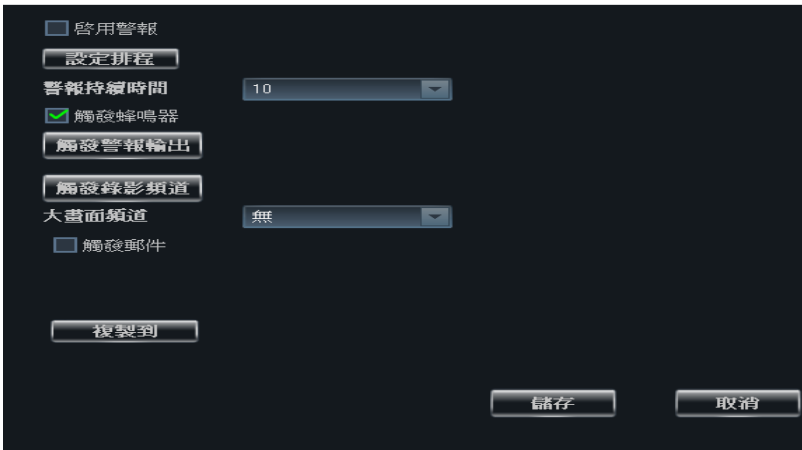 啓用警報
設定排程
警報持續時間 10
觸發蜂鳴器
觸發警報輸出
觸發錄影頻道
大畫面頻道 無
觸發郵件
複製到
儲存 取消